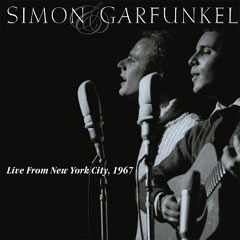 SIMON & GARFUNKEL
Live From New York City, 1967